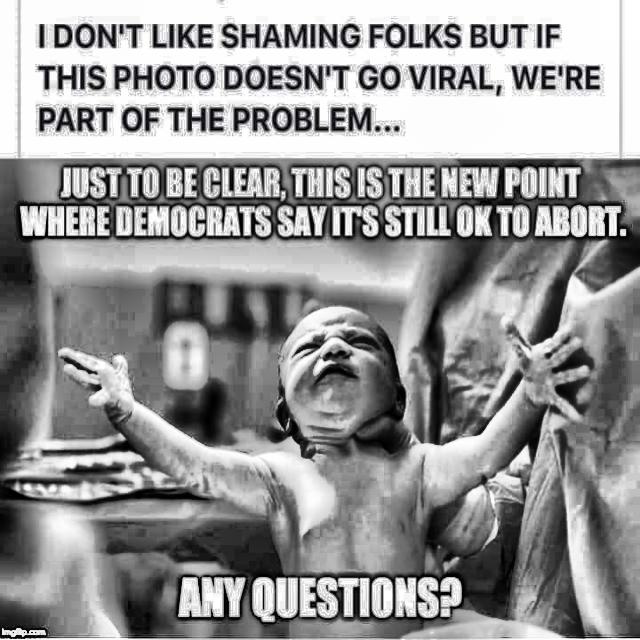 I DON'T LIKE SHAMING FOLKS BUT IF
THIS PHOTO DOESN'T GO VIRAL, WE'RE
PART OF THE PROBLEM...
JUST TO BE CLEAR, THIS IS THE NEW POINT
WHERE DEMOCRATS SAY IT'S STILL OK TO ABORT.
ANY QUESTIONS?
imgflip.com